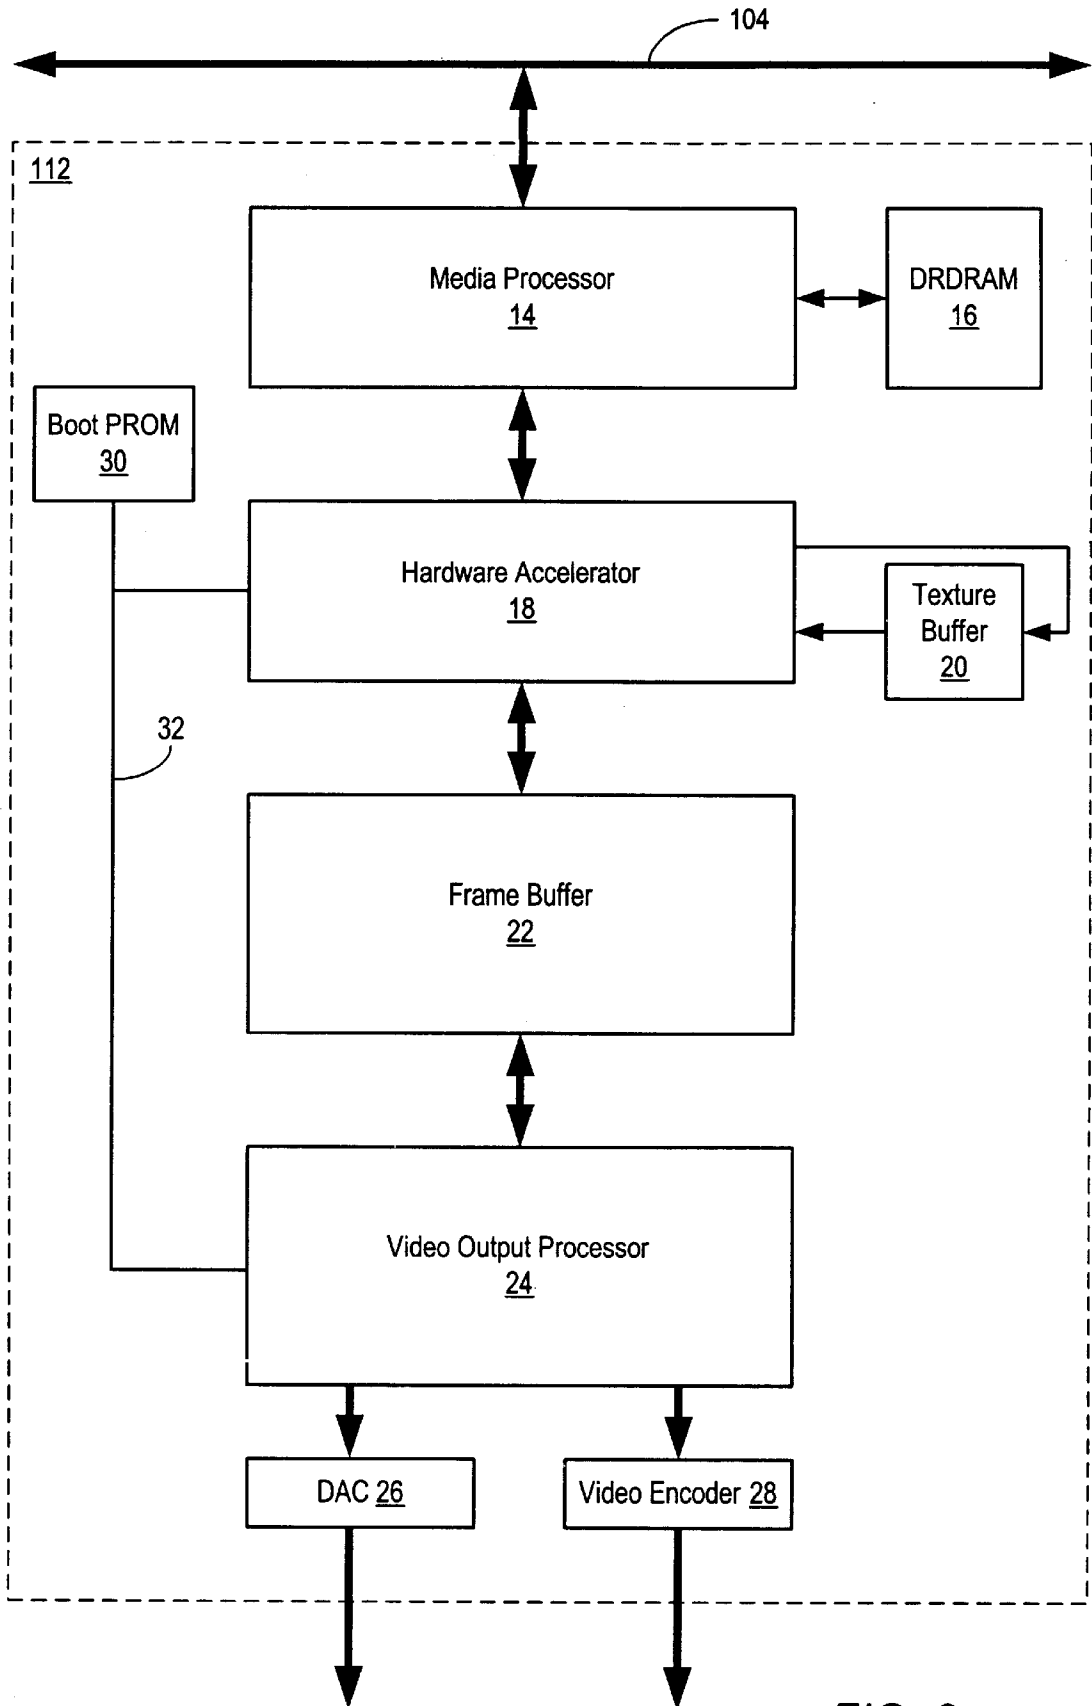 104
112
Media Processor
14
DRDRAM
16
Boot PROM
30
Hardware Accelerator
18
Texture
Buffer
20
32
Frame Buffer
22
Video Output Processor
24
DAC 26
Video Encoder 28